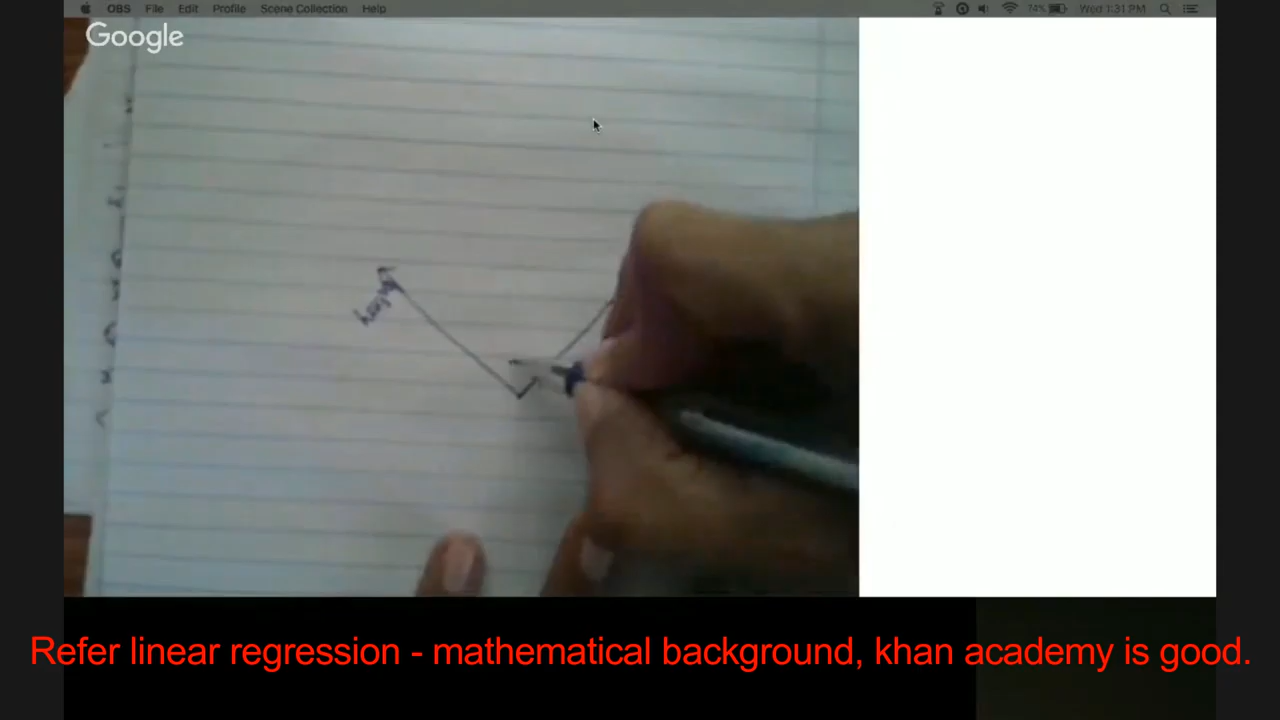 OBS File Edit Profile Scene Collection Help 74% Wed 1:31 PM
Google
Refer linear regression - mathematical background, khan academy is good.